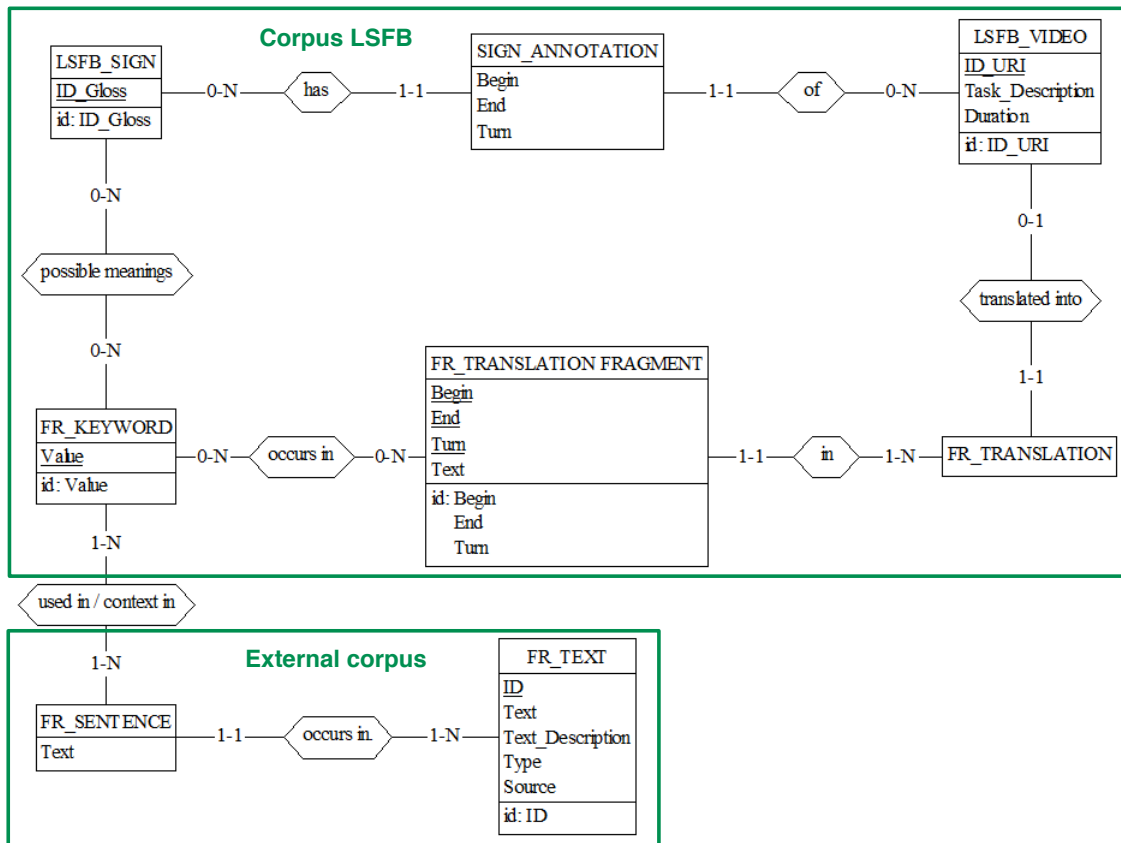 Corpus LSFB
LSFB_SIGN
ID_Gloss
id: ID_Gloss
0-N
has
1-1
SIGN_ANNOTATION
Begin
End
Turn
1-1
of
0-N
LSFB_VIDEO
ID_URI
Task_Description
Duration
id: ID_URI
0-N
possible meanings
0-N
0-1
translated into
1-1
FR_KEYWORD
Value
id: Value
0-N
occurs in
0-N
FR_TRANSLATION FRAGMENT
Begin
End
Turn
Text
id: Begin
End
Turn
1-1
in
1-N
FR_TRANSLATION
1-N
used in / context in
1-N
External corpus
FR_SENTENCE
Text
1-1
occurs in.
1-N
FR_TEXT
ID
Text
Text_Description
Type
Source
id: ID